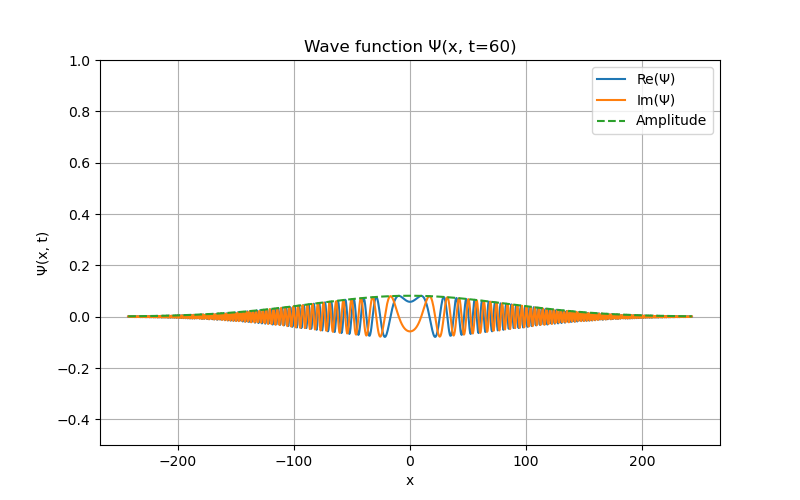 Wave function Ψ(x, t=60)
1.0
0.8
0.6
0.4
0.2
0.0
−0.2
−0.4
Ψ(x, t)
Re(Ψ)
Im(Ψ)
Amplitude
−200
−100
0
100
200
x